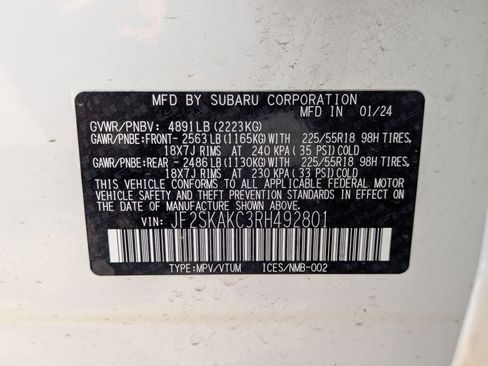 MFD BY SUBARU CORPORATION
MFD IN 01/24
GVWR/PNBV: 4891LB(2223KG)
GAWR/PNBE:FRONT- 2563LB(1165KG)WITH 225/55R18 98H TIRES,
18X7J RIMS AT 240 KPA(35 PSI)COLD
GAWR/PNBE:REAR - 2486LB(1130KG)WITH 225/55R18 98H TIRES,
18X7J RIMS AT 230 KPA(33 PSI)COLD
THIS VEHICLE CONFORMS TO ALL APPLICABLE FEDERAL MOTOR
VEHICLE SAFETY THEFT PREVENTION STANDARDS IN EFFECT ON THE
DATE OF MANUFACTURE SHOWN ABOVE.
VIN: JF2SKAKC3RH492801
TYPE:MPV/VTUM ICES/NMB-002